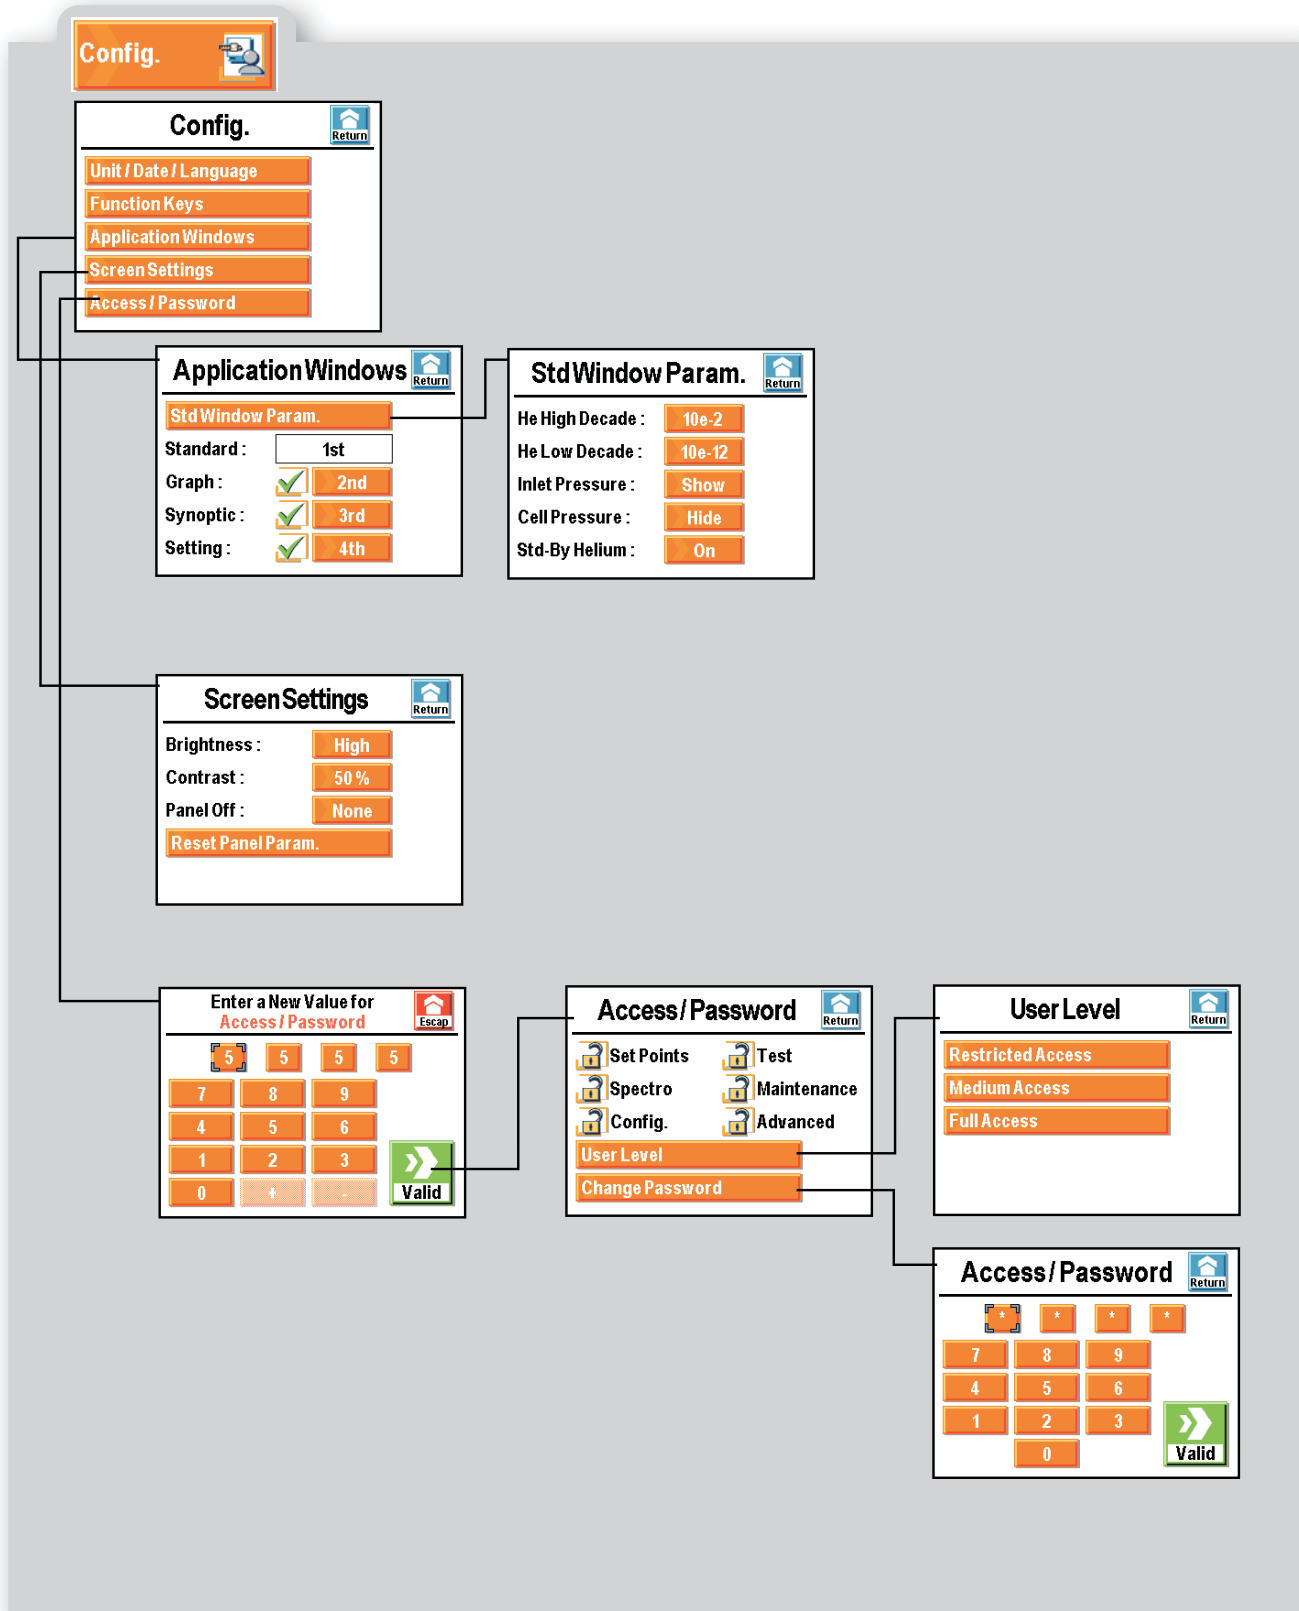 Config.
Config.
Return
Unit / Date / Language
Function Keys
Application Windows
Screen Settings
Access / Password
Application Windows
Return
Std Window Param.
Standard : 1st
Graph : 2nd
Synoptic : 3rd
Setting : 4th
Std Window Param.
Return
He High Decade : 10e-2
He Low Decade : 10e-12
Inlet Pressure : Show
Cell Pressure : Hide
Std-By Helium : On
Screen Settings
Return
Brightness : High
Contrast : 50 %
Panel Off : None
Reset Panel Param.
Enter a New Value for
Access / Password
Escap
5 5 5 5
7 8 9
4 5 6
1 2 3
0 + -
Valid
Access / Password
Return
Set Points Test
Spectro Maintenance
Config. Advanced
User Level
Change Password
User Level
Return
Restricted Access
Medium Access
Full Access
Access / Password
Return
* * * *
7 8 9
4 5 6
1 2 3
0
Valid